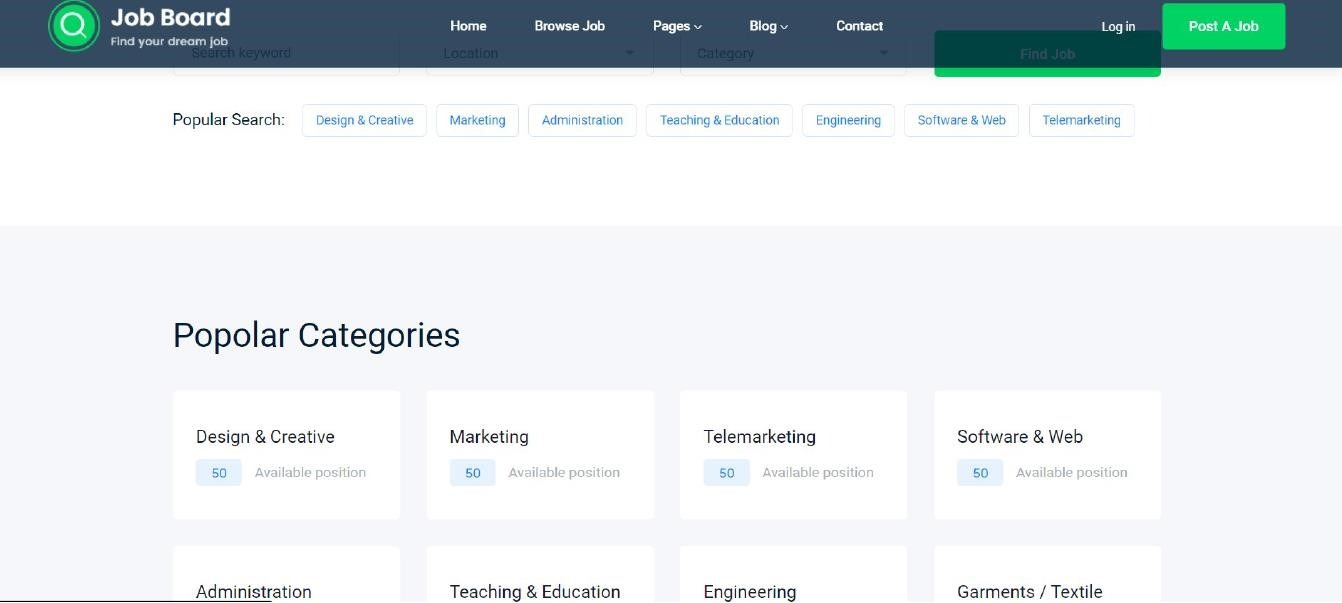 Job Board
Find your dream job
Home Browse Job Pages Blog Contact Log in Post A Job
Search keyword Location Category Find Job
Popular Search: Design & Creative Marketing Administration Teaching & Education Engineering Software & Web Telemarketing
Popolar Categories
Design & Creative Marketing Telemarketing Software & Web
50 Available position 50 Available position 50 Available position 50 Available position
Administration Teaching & Education Engineering Garments / Textile